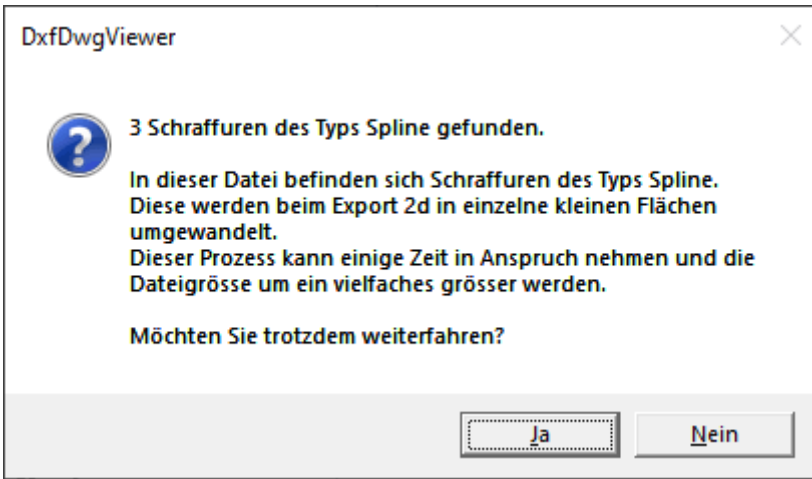 DxfDwgViewer
3 Schraffuren des Typs Spline gefunden.
In dieser Datei befinden sich Schraffuren des Typs Spline.
Diese werden beim Export 2d in einzelne kleinen Flächen
umgewandelt.
Dieser Prozess kann einige Zeit in Anspruch nehmen und die
Dateigrösse um ein vielfaches grösser werden.
Möchten Sie trotzdem weiterfahren?
Ja
Nein